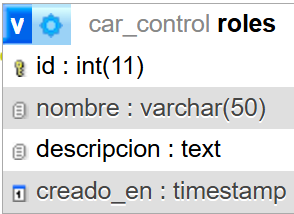 v car_control roles
id : int(11)
nombre : varchar(50)
descripcion : text
creado_en : timestamp